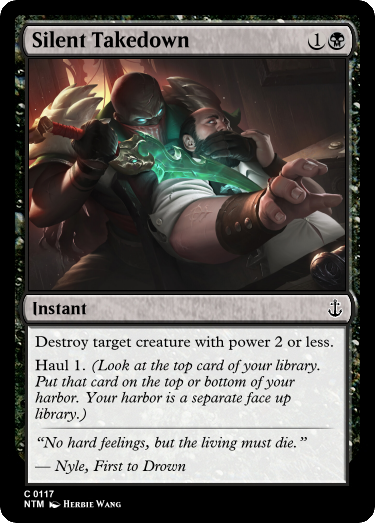 Silent Takedown 1
Instant
Destroy target creature with power 2 or less.
Haul 1. (Look at the top card of your library.
Put that card on the top or bottom of your
harbor. Your harbor is a separate face up
library.)
“No hard feelings, but the living must die.”
— Nyle, First to Drown
C 0117
NTM Herbie Wang